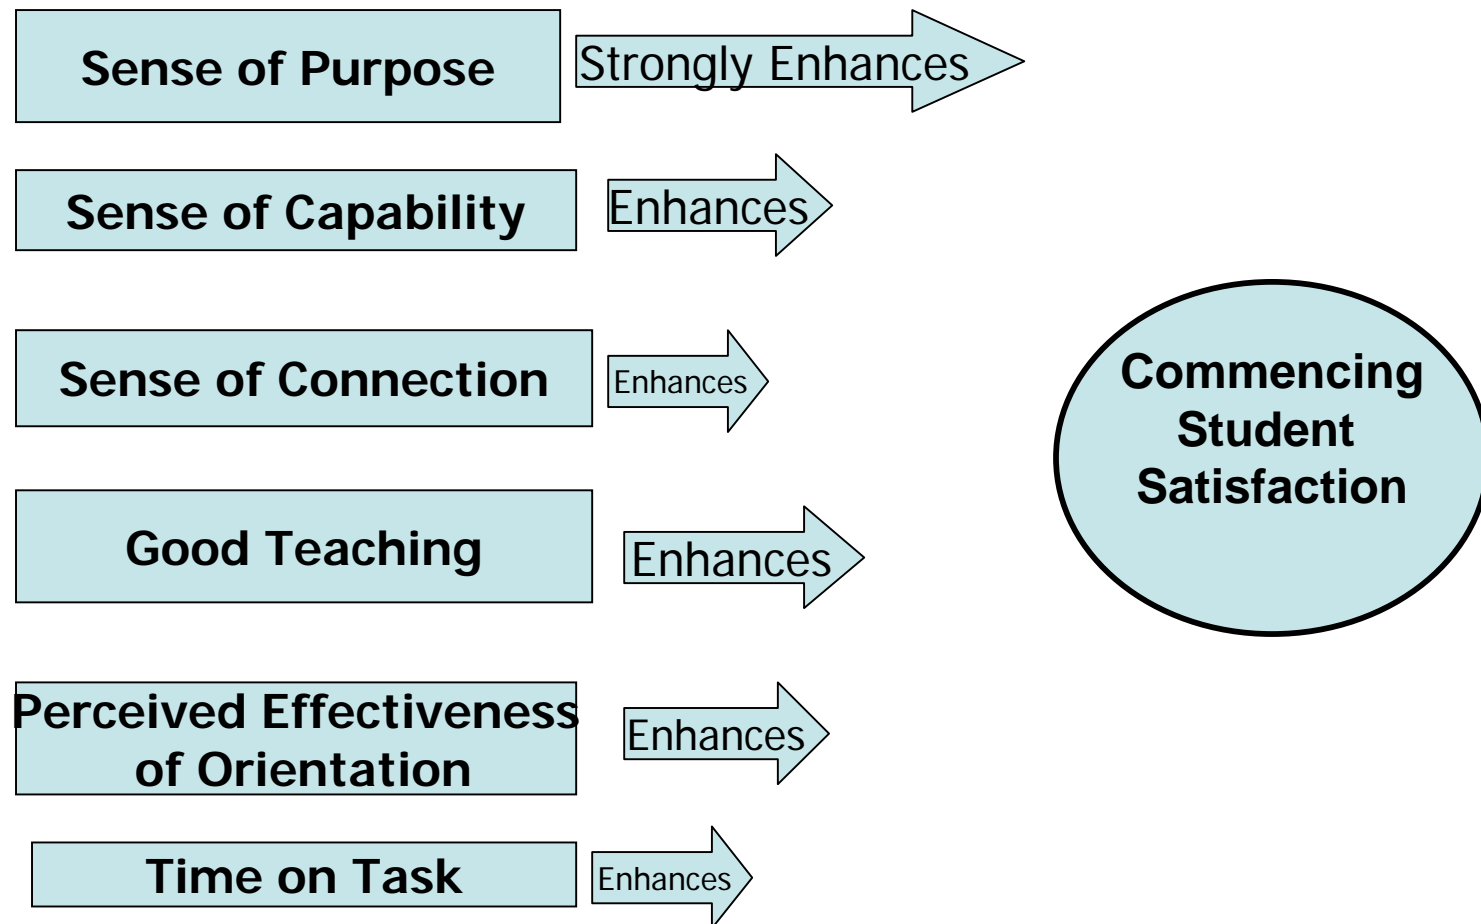 Sense of Purpose
Strongly Enhances
Sense of Capability
Enhances
Sense of Connection
Enhances
Commencing
Student
Satisfaction
Good Teaching
Enhances
Perceived Effectiveness
of Orientation
Enhances
Time on Task
Enhances